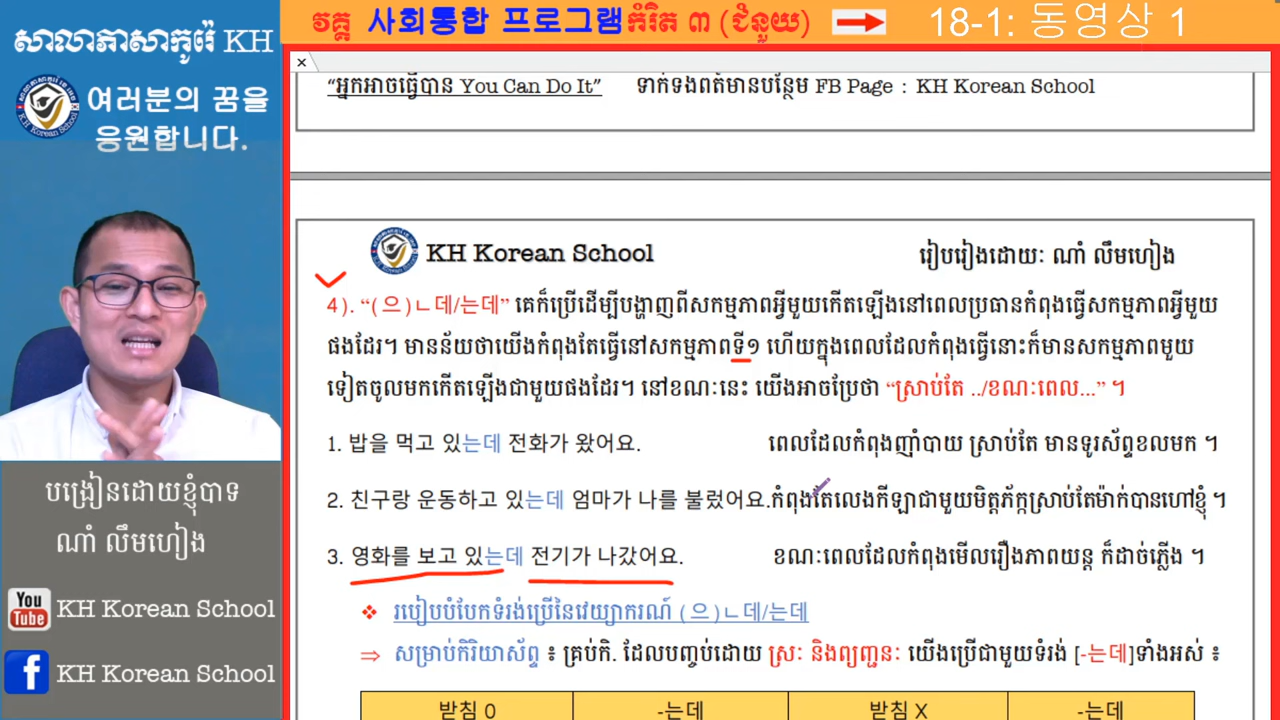 សាលាភាសាកូរ៉េ KH
여러분의 꿈을
응원합니다.
បង្រៀនដោយខ្ញុំបាទ
ណាំ លឹមហៀង
You Tube KH Korean School
f KH Korean School
វគ្គ 사회통합 프로그램កំរិត ៣ (ជំនួយ)
18-1: 동영상 1
“អ្នកអាចធ្វើបាន You Can Do It” ទាក់ទងពត៌មានបន្ថែម FB Page : KH Korean School
KH Korean School រៀបរៀងដោយៈ ណាំ លឹមហៀង
4). “(으)ㄴ데/는데” គេក៏ប្រើដើម្បីបង្ហាញពីសកម្មភាពអ្វីមួយកើតឡើងនៅពេលប្រធានកំពុងធ្វើសកម្មភាពអ្វីមួយ
ផងដែរ។ មានន័យថាយើងកំពុងតែធ្វើនៅសកម្មភាពទី១ ហើយក្នុងពេលដែលកំពុងធ្វើនោះក៏មានសកម្មភាពមួយ
ទៀតចូលមកកើតឡើងជាមួយផងដែរ។ នៅខណៈនេះ យើងអាចប្រែថា “ស្រាប់តែ ../ខណៈពេល...” ។
1. 밥을 먹고 있는데 전화가 왔어요. ពេលដែលកំពុងញ៉ាំបាយ ស្រាប់តែ មានទូរស័ព្ទខលមក ។
2. 친구랑 운동하고 있는데 엄마가 나를 불렀어요.កំពុងតែលេងកីឡាជាមួយមិត្តភ័ក្កស្រាប់តែម៉ាក់បានហៅខ្ញុំ ។
3. 영화를 보고 있는데 전기가 나갔어요. ខណៈពេលដែលកំពុងមើលរឿងភាពយន្ត ក៏ដាច់ភ្លើង ។
❖ របៀបបំបែកទំរង់ប្រើនៃវេយ្យាករណ៍ (으)ㄴ데/는데
⇒ សម្រាប់កិរិយាស័ព្ទ ៖ គ្រប់កិ. ដែលបញ្ចប់ដោយ ស្រៈ និងព្យញ្ជនៈ យើងប្រើជាមួយទំរង់ [-는데]ទាំងអស់ ៖
받침 O -는데 받침 X -는데